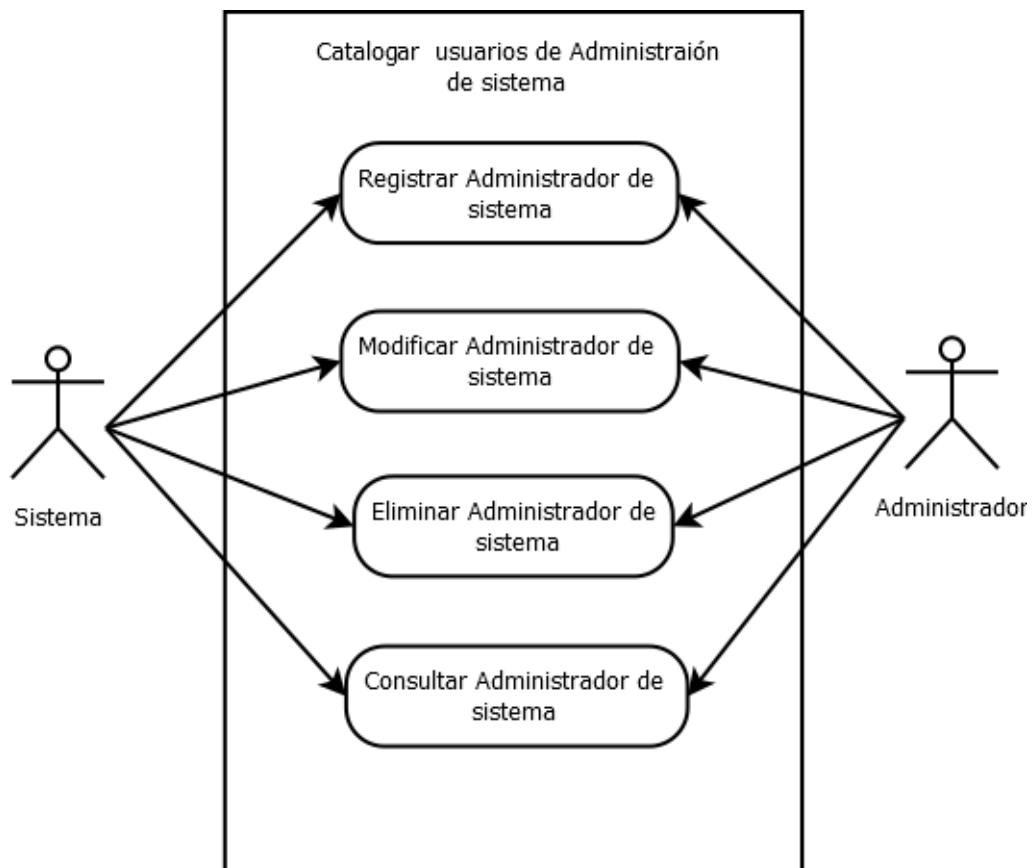 Catalogar  usuarios de Administraión
de sistema
Registrar Administrador de
sistema
Modificar Administrador de
sistema
Eliminar Administrador de
sistema
Consultar Administrador de
sistema
Sistema
Administrador